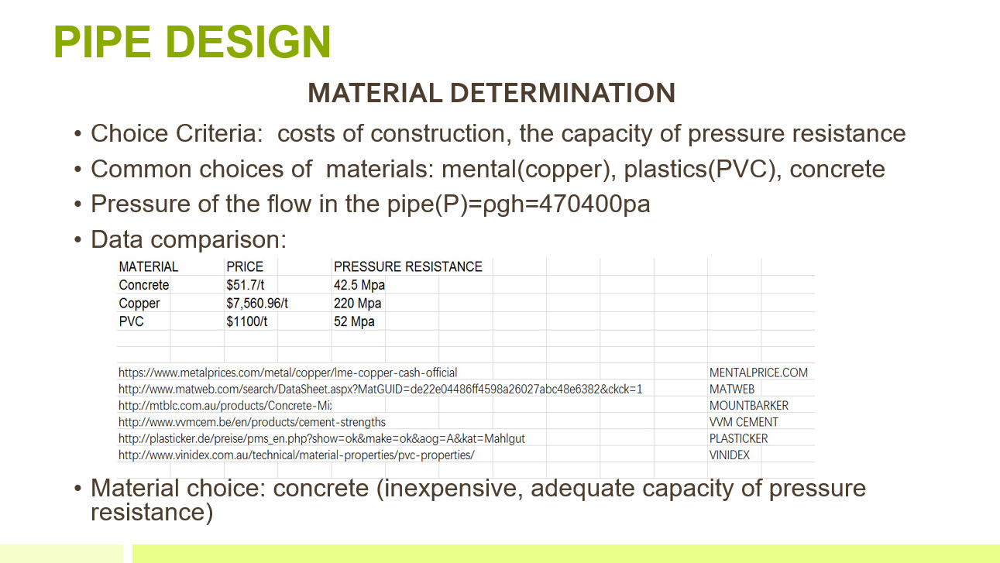 PIPE DESIGN
MATERIAL DETERMINATION
• Choice Criteria:  costs of construction, the capacity of pressure resistance
• Common choices of  materials: mental(copper), plastics(PVC), concrete
• Pressure of the flow in the pipe(P)=ρgh=470400pa
• Data comparison:
MATERIAL PRICE PRESSURE RESISTANCE
Concrete $51.7/t 42.5 Mpa
Copper $7,560.96/t 220 Mpa
PVC $1100/t 52 Mpa
https://www.metalprices.com/metal/copper/lme-copper-cash-official MENTALPRICE.COM
http://www.matweb.com/search/DataSheet.aspx?MatGUID=de22e04486ff4598a26027abc48e6382&ckck=1 MATWEB
http://mtblc.com.au/products/Concrete-Mix MOUNTBARKER
http://www.vvmcem.be/en/products/cement-strengths VVM CEMENT
http://plasticker.de/preise/pms_en.php?show=ok&make=ok&aog=A&kat=Mahlgut PLASTICKER
http://www.vinidex.com.au/technical/material-properties/pvc-properties/ VINIDEX
• Material choice: concrete (inexpensive, adequate capacity of pressure
resistance)